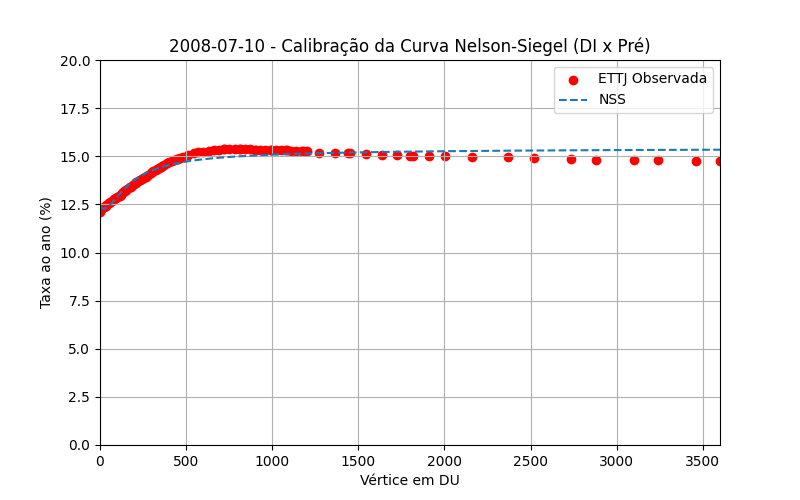 2008-07-10 - Calibração da Curva Nelson-Siegel (DI x Pré)
ETTJ Observada
NSS
Taxa ao ano (%)
20.0
17.5
15.0
12.5
10.0
7.5
5.0
2.5
0.0
0 500 1000 1500 2000 2500 3000 3500
Vértice em DU